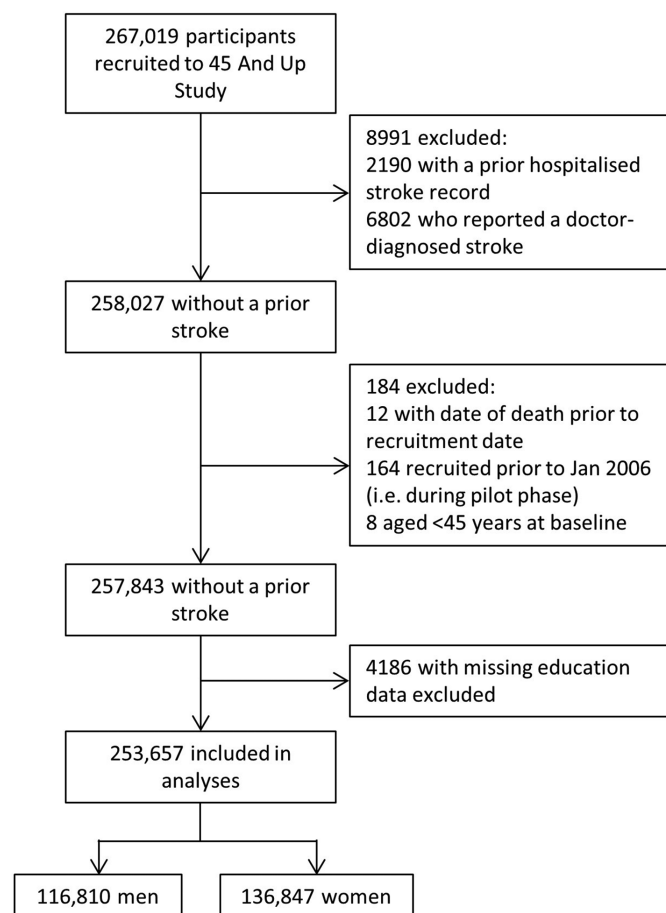 267,019 participants
recruited to 45 And Up
Study
8991 excluded:
2190 with a prior hospitalised
stroke record
6802 who reported a doctor-
diagnosed stroke
258,027 without a prior
stroke
184 excluded:
12 with date of death prior to
recruitment date
164 recruited prior to Jan 2006
(i.e. during pilot phase)
8 aged <45 years at baseline
257,843 without a prior
stroke
4186 with missing education
data excluded
253,657 included in
analyses
116,810 men
136,847 women